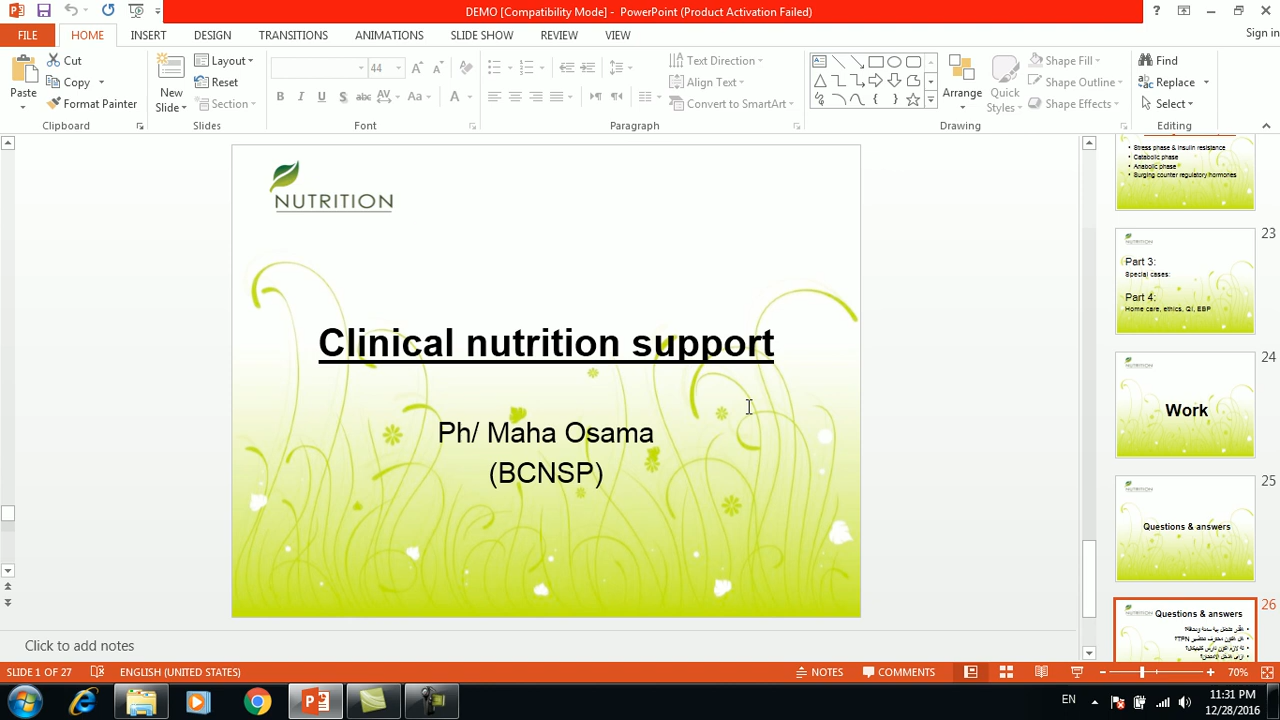 DEMO [Compatibility Mode] - PowerPoint (Product Activation Failed)
FILE HOME INSERT DESIGN TRANSITIONS ANIMATIONS SLIDE SHOW REVIEW VIEW Sign in
Cut Layout 44 Text Direction Shape Fill Find
Paste Copy New Slide Reset Align Text Arrange Quick Styles Shape Outline Replace
Format Painter Section Convert to SmartArt Shape Effects Select
Clipboard Slides Font Paragraph Drawing Editing
NUTRITION
Clinical nutrition support
Ph/ Maha Osama
(BCNSP)
Stress phase & insulin resistance
Catabolic phase
Anabolic phase
Surging counter regulatory hormones
23
NUTRITION
Part 3:
Special cases:
Part 4:
Home care, ethics, QI, EBP
24
NUTRITION
Work
25
NUTRITION
Questions & answers
26
NUTRITION
Questions & answers
Click to add notes
SLIDE 1 OF 27 ENGLISH (UNITED STATES) NOTES COMMENTS 70%
EN 11:31 PM
12/28/2016